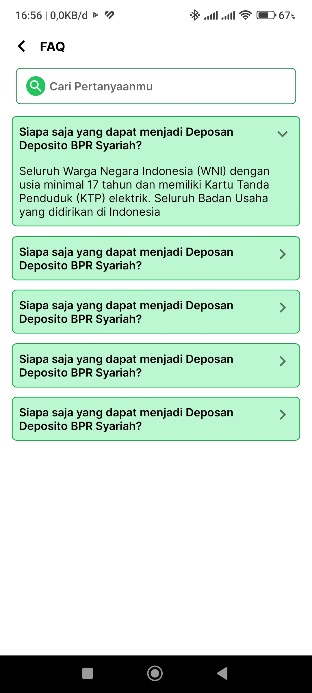 16:56 | 0,0KB/d
67%
FAQ
Cari Pertanyaanmu
Siapa saja yang dapat menjadi Deposan
Deposito BPR Syariah?
Seluruh Warga Negara Indonesia (WNI) dengan
usia minimal 17 tahun dan memiliki Kartu Tanda
Penduduk (KTP) elektrik. Seluruh Badan Usaha
yang didirikan di Indonesia
Siapa saja yang dapat menjadi Deposan
Deposito BPR Syariah?
Siapa saja yang dapat menjadi Deposan
Deposito BPR Syariah?
Siapa saja yang dapat menjadi Deposan
Deposito BPR Syariah?
Siapa saja yang dapat menjadi Deposan
Deposito BPR Syariah?